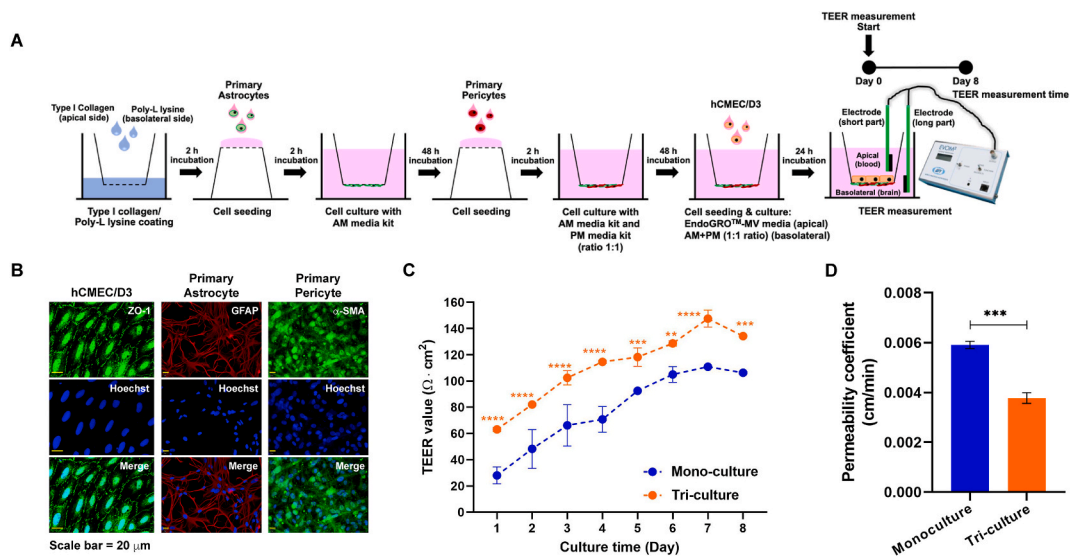 A
TEER measurement
Start
Day 0
Day 8
TEER measurement time
Type I Collagen
(apical side)
Poly-L lysine
(basolateral side)
2 h
incubation
Type I collagen/
Poly-L lysine coating
Primary
Astrocytes
Cell seeding
2 h
incubation
Cell culture with
AM media kit
48 h
incubation
Primary
Pericytes
Cell seeding
2 h
incubation
Cell culture with
AM media kit and
PM media kit
(ratio 1:1)
48 h
incubation
hCMEC/D3
Cell seeding & culture:
EndoGRO™-MV media (apical)
AM+PM (1:1 ratio) (basolateral)
24 h
incubation
Electrode
(short part)
Electrode
(long part)
Apical
(blood)
Basolateral (brain)
TEER measurement
B
hCMEC/D3
Primary
Astrocyte
Primary
Pericyte
ZO-1
GFAP
α-SMA
Hoechst
Hoechst
Hoechst
Merge
Merge
Merge
Scale bar = 20 μm
C
TEER value (Ω · cm²)
160
140
120
100
80
60
40
20
0
****
****
****
****
***
**
****
***
Mono-culture
Tri-culture
1 2 3 4 5 6 7 8
Culture time (Day)
D
Permeability coefficient
(cm/min)
0.008
0.006
0.004
0.002
0.000
***
Monoculture
Tri-culture